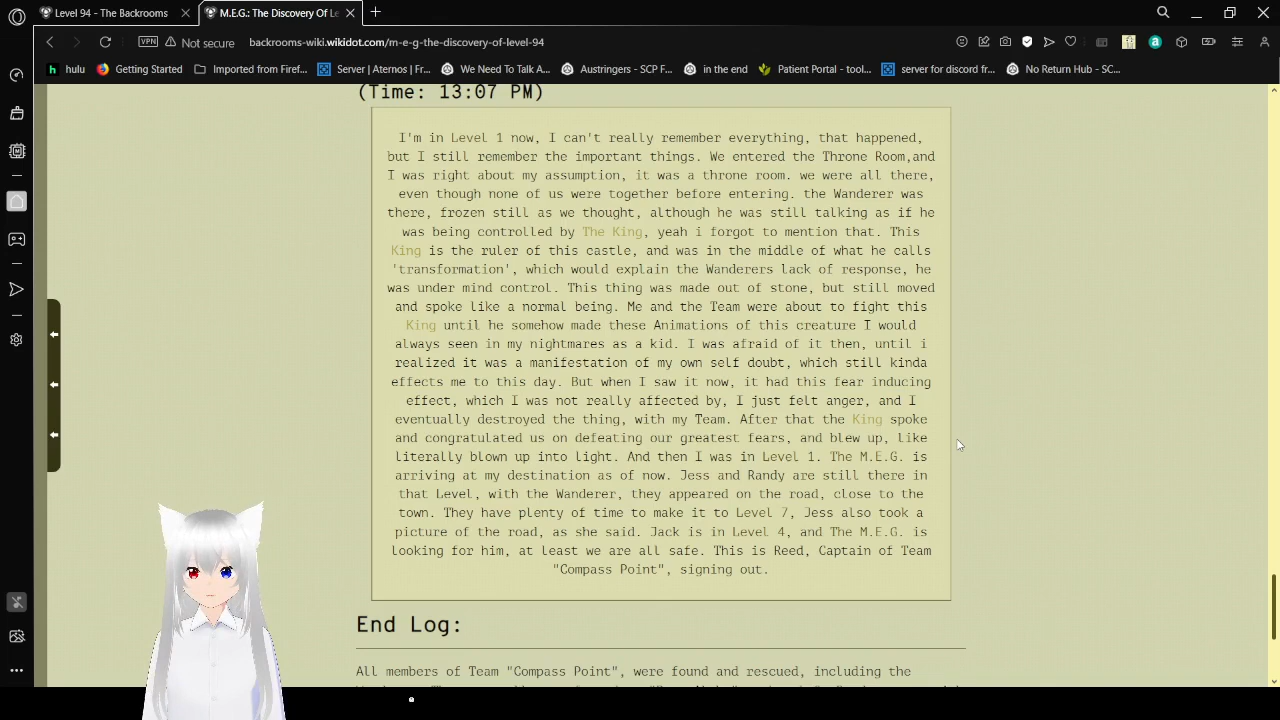 Level 94 - The Backrooms
M.E.G.: The Discovery Of Le
VPN
Not secure
backrooms-wiki.wikidot.com/m-e-g-the-discovery-of-level-94
hulu
Getting Started
Imported from Firef...
Server | Aternos | Fr...
We Need To Talk A...
Austringers - SCP F...
in the end
Patient Portal - tool...
server for discord fr...
No Return Hub - SC...
(Time: 13:07 PM)
I'm in Level 1 now, I can't really remember everything, that happened,
but I still remember the important things. We entered the Throne Room,and
I was right about my assumption, it was a throne room. we were all there,
even though none of us were together before entering. the Wanderer was
there, frozen still as we thought, although he was still talking as if he
was being controlled by The King, yeah i forgot to mention that. This
King is the ruler of this castle, and was in the middle of what he calls
'transformation', which would explain the Wanderers lack of response, he
was under mind control. This thing was made out of stone, but still moved
and spoke like a normal being. Me and the Team were about to fight this
King until he somehow made these Animations of this creature I would
always seen in my nightmares as a kid. I was afraid of it then, until i
realized it was a manifestation of my own self doubt, which still kinda
effects me to this day. But when I saw it now, it had this fear inducing
effect, which I was not really affected by, I just felt anger, and I
eventually destroyed the thing, with my Team. After that the King spoke
and congratulated us on defeating our greatest fears, and blew up, like
literally blown up into light. And then I was in Level 1. The M.E.G. is
arriving at my destination as of now. Jess and Randy are still there in
that Level, with the Wanderer, they appeared on the road, close to the
town. They have plenty of time to make it to Level 7, Jess also took a
picture of the road, as she said. Jack is in Level 4, and The M.E.G. is
looking for him, at least we are all safe. This is Reed, Captain of Team
"Compass Point", signing out.
End Log:
All members of Team "Compass Point", were found and rescued, including the